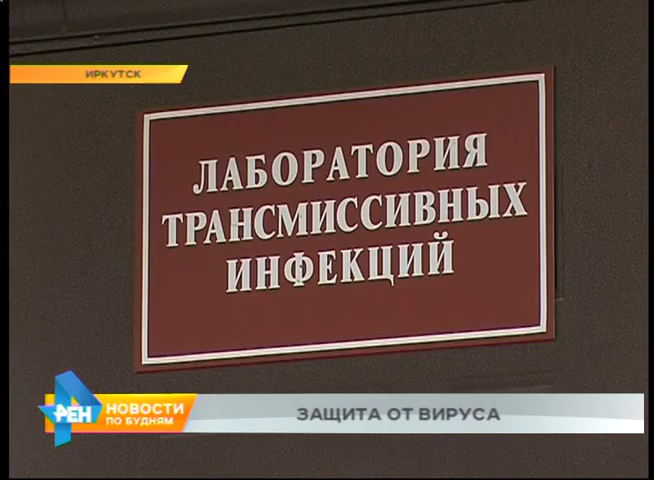 ИРКУТСК
ЛАБОРАТОРИЯ
ТРАНСМИССИВНЫХ
ИНФЕКЦИЙ
РЕН
НОВОСТИ
ПО БУДНЯМ
ЗАЩИТА ОТ ВИРУСА